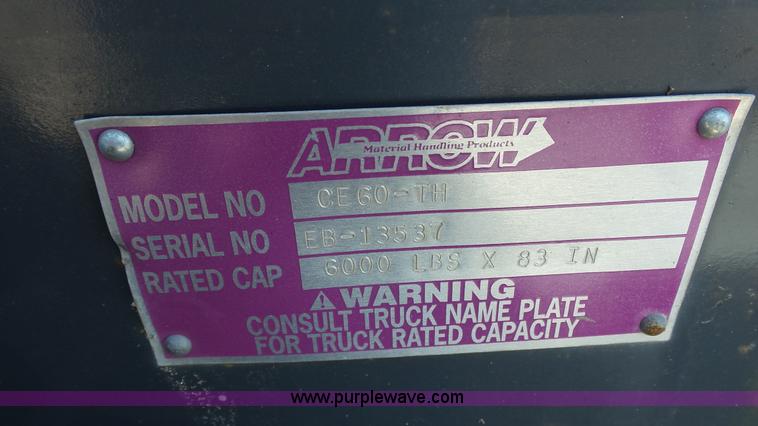 ARROW
Material Handling Products
MODEL NO CE60-TH
SERIAL NO EB-13537
RATED CAP 6000 LBS X 83 IN
WARNING
CONSULT TRUCK NAME PLATE
FOR TRUCK RATED CAPACITY
www.purplewave.com